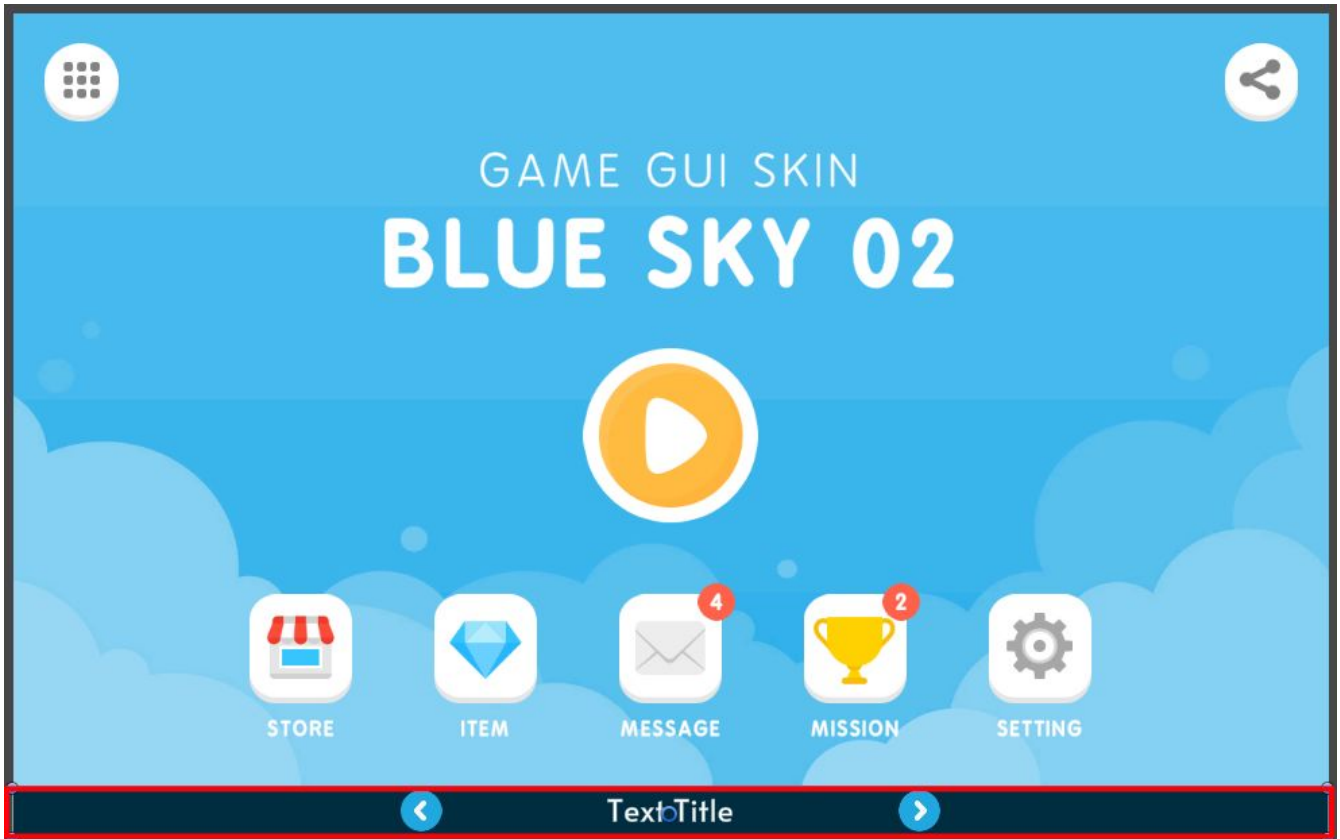 GAME GUI SKIN
BLUE SKY 02
4
2
STORE
ITEM
MESSAGE
MISSION
SETTING
TextTitle